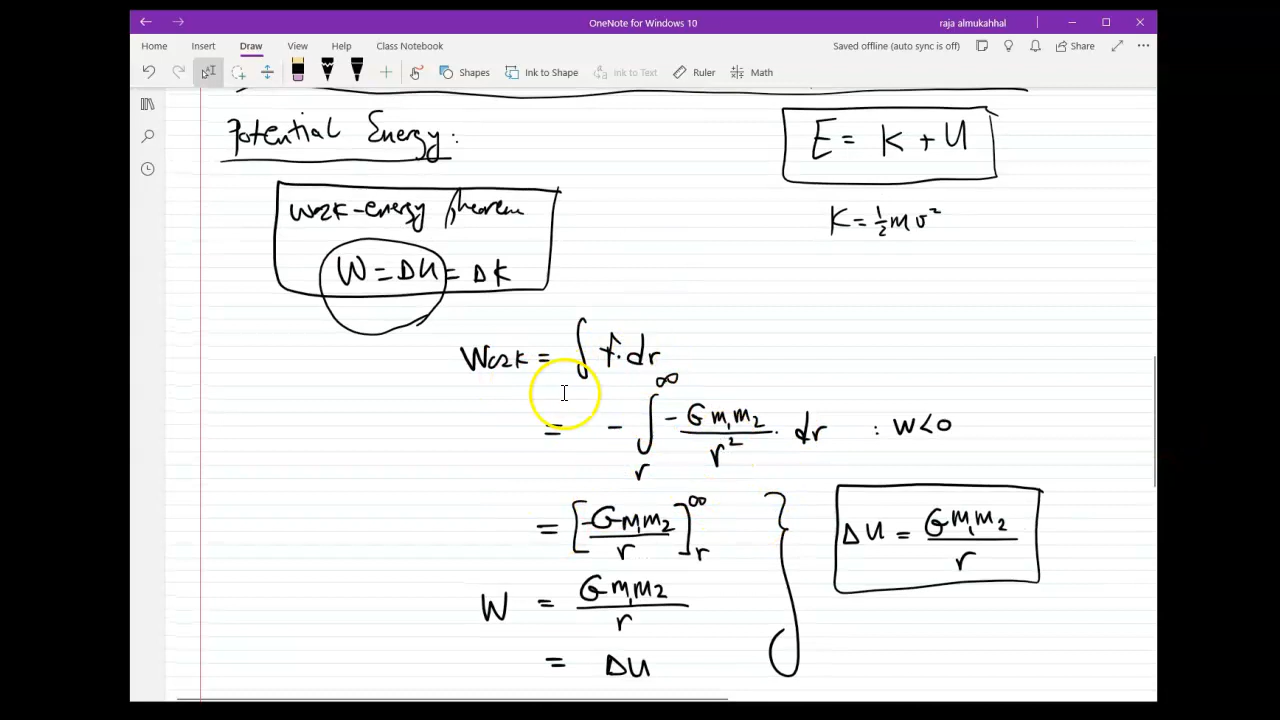 OneNote for Windows 10
raja almukahhal
Home Insert Draw View Help Class Notebook
Saved offline (auto sync is off) Share
Shapes Ink to Shape Ink to Text Ruler Math
Potential Energy:
E = K + U
Work-energy theorem
K = ½mv²
W = ΔU = ΔK
Work = ∫ f⃗·dr
= - ∫_r^∞ - Gm₁m₂/r² · dr : W<0
= [-Gm₁m₂/r]_r^∞
ΔU = Gm₁m₂/r
W = Gm₁m₂/r
= ΔU